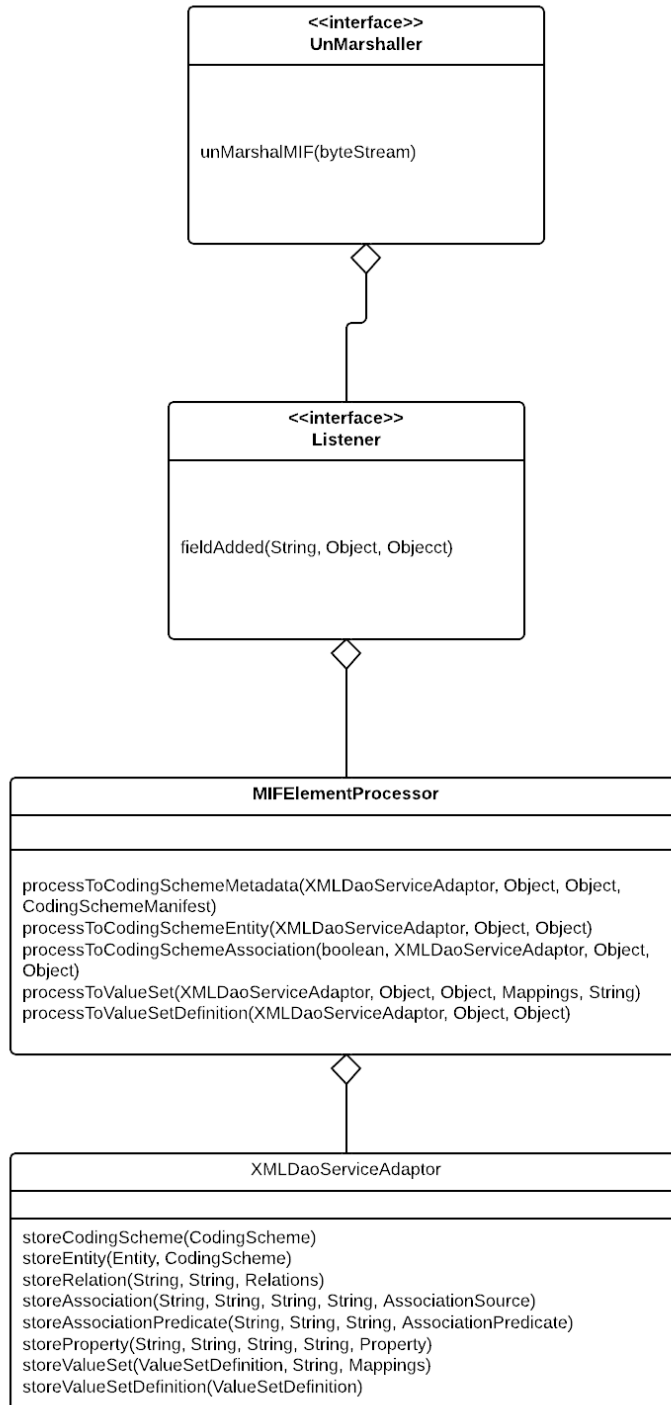 <<interface>>
UnMarshaller
unMarshalMIF(byteStream)
<<interface>>
Listener
fieldAdded(String, Object, Objecct)
MIFElementProcessor
processToCodingSchemeMetadata(XMLDaoServiceAdaptor, Object, Object,
CodingSchemeManifest)
processToCodingSchemeEntity(XMLDaoServiceAdaptor, Object, Object)
processToCodingSchemeAssociation(boolean, XMLDaoServiceAdaptor, Object,
Object)
processToValueSet(XMLDaoServiceAdaptor, Object, Object, Mappings, String)
processToValueSetDefinition(XMLDaoServiceAdaptor, Object, Object)
XMLDaoServiceAdaptor
storeCodingScheme(CodingScheme)
storeEntity(Entity, CodingScheme)
storeRelation(String, String, Relations)
storeAssociation(String, String, String, String, AssociationSource)
storeAssociationPredicate(String, String, String, AssociationPredicate)
storeProperty(String, String, String, String, Property)
storeValueSet(ValueSetDefinition, String, Mappings)
storeValueSetDefinition(ValueSetDefinition)